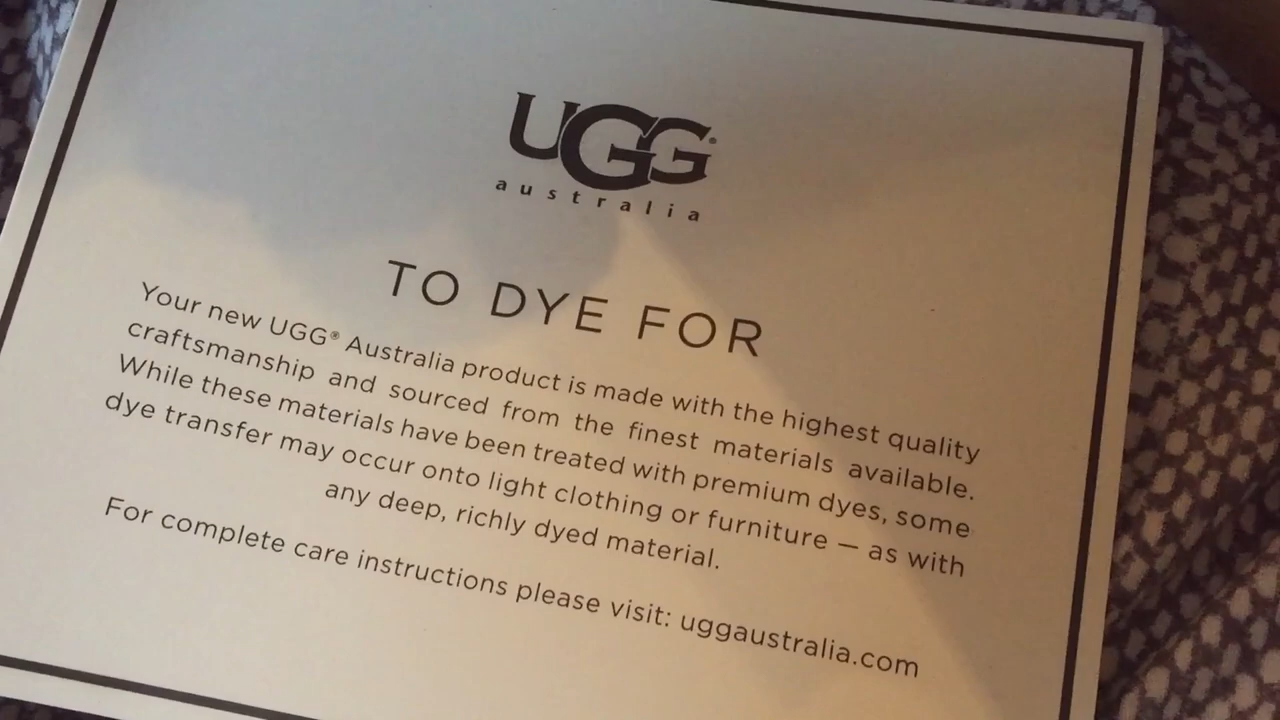 UGG®
australia
TO DYE FOR
Your new UGG® Australia product is made with the highest quality
craftsmanship and sourced from the finest materials available.
While these materials have been treated with premium dyes, some
dye transfer may occur onto light clothing or furniture — as with
any deep, richly dyed material.
For complete care instructions please visit: uggaustralia.com